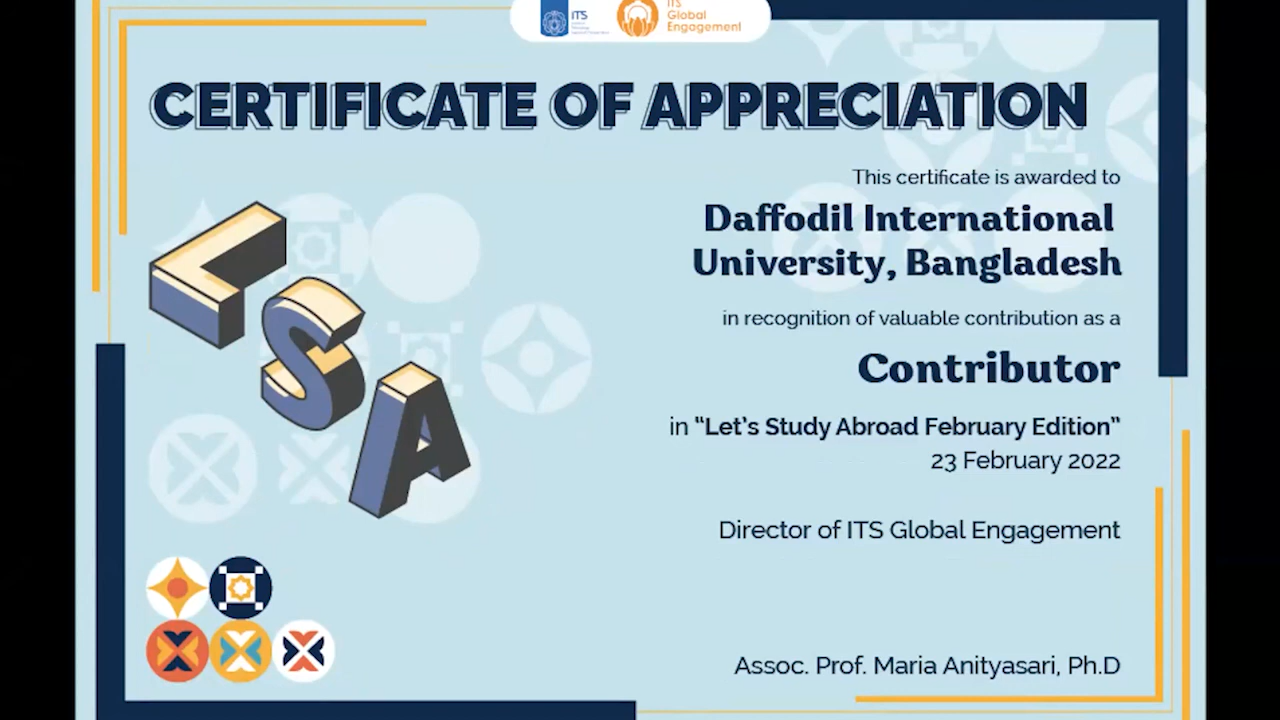 ITS
ITS
Global
Engagement
CERTIFICATE OF APPRECIATION
This certificate is awarded to
Daffodil International
University, Bangladesh
in recognition of valuable contribution as a
Contributor
in “Let’s Study Abroad February Edition”
23 February 2022
LSA
Director of ITS Global Engagement
Assoc. Prof. Maria Anityasari, Ph.D